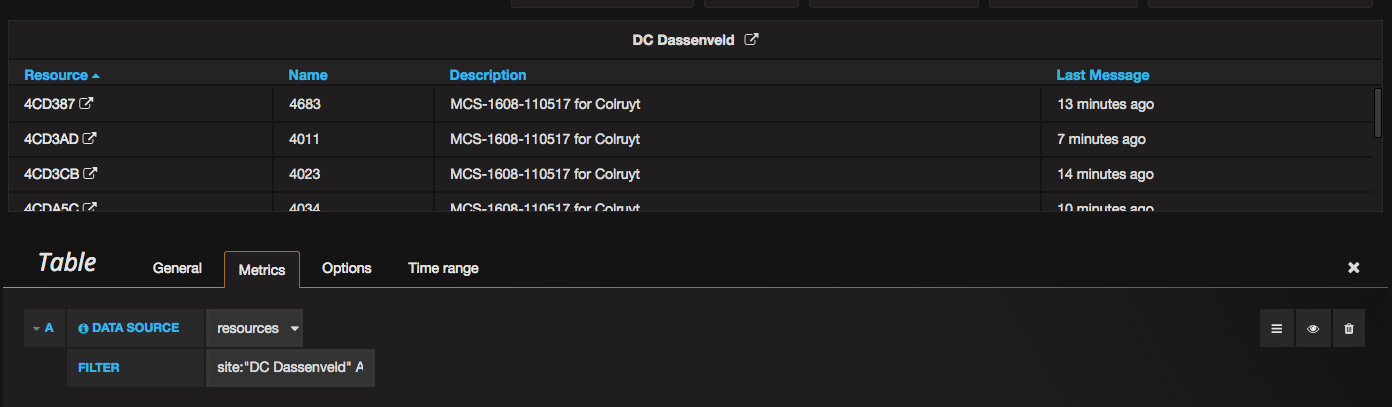 DC Dassenveld
Resource Name Description Last Message
4CD387 4683 MCS-1608-110517 for Colruyt 13 minutes ago
4CD3AD 4011 MCS-1608-110517 for Colruyt 7 minutes ago
4CD3CB 4023 MCS-1608-110517 for Colruyt 14 minutes ago
4CDA5C 4034 MCS-1608-110517 for Colruyt 10 minutes ago
Table General Metrics Options Time range
A DATA SOURCE resources
FILTER site:"DC Dassenveld" A